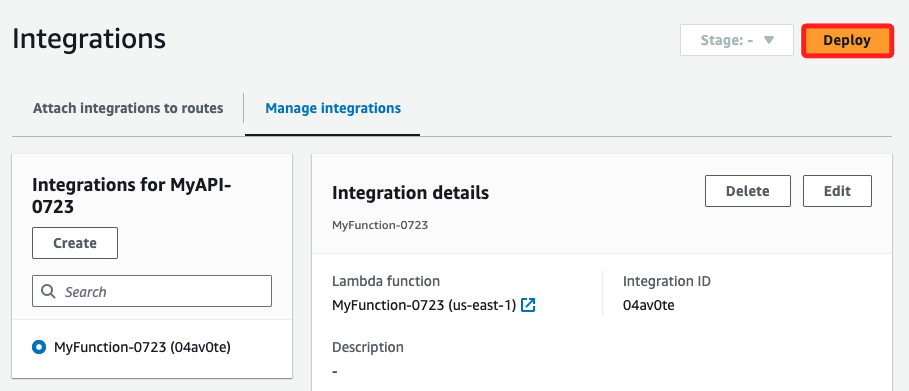 Integrations
Stage: -
Deploy
Attach integrations to routes
Manage integrations
Integrations for MyAPI-
0723
Create
Search
MyFunction-0723 (04av0te)
Integration details
Delete
Edit
MyFunction-0723
Lambda function
MyFunction-0723 (us-east-1)
Integration ID
04av0te
Description
-